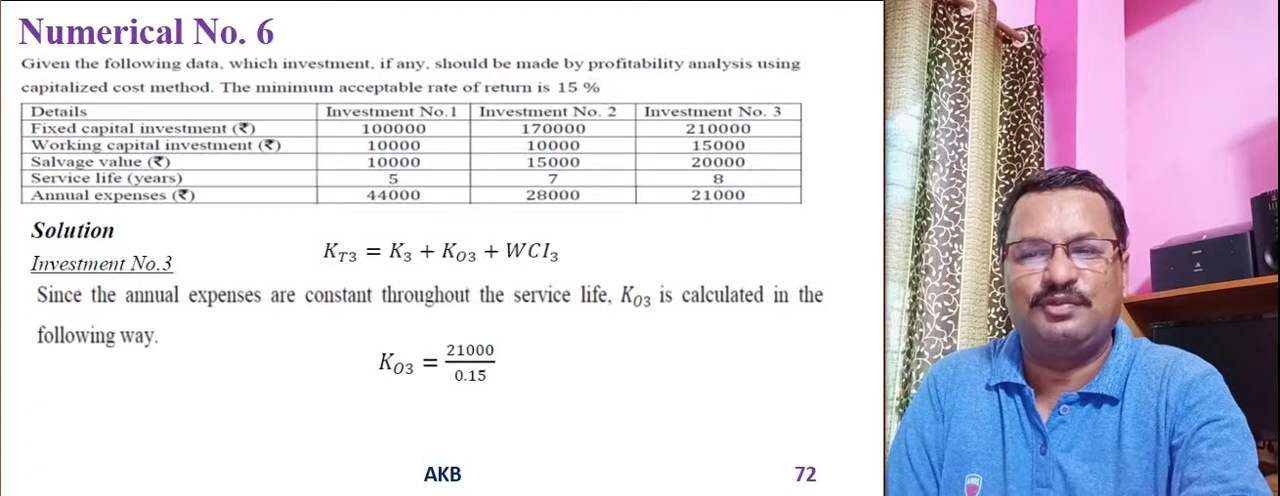 Numerical No. 6
Given the following data, which investment, if any, should be made by profitability analysis using
capitalized cost method. The minimum acceptable rate of return is 15 %
Details Investment No.1 Investment No. 2 Investment No. 3
Fixed capital investment (₹) 100000 170000 210000
Working capital investment (₹) 10000 10000 15000
Salvage value (₹) 10000 15000 20000
Service life (years) 5 7 8
Annual expenses (₹) 44000 28000 21000
Solution
Investment No.3
K_T3 = K_3 + K_O3 + WCI_3
Since the annual expenses are constant throughout the service life, K_O3 is calculated in the
following way.
K_O3 = 21000/0.15
AKB
72